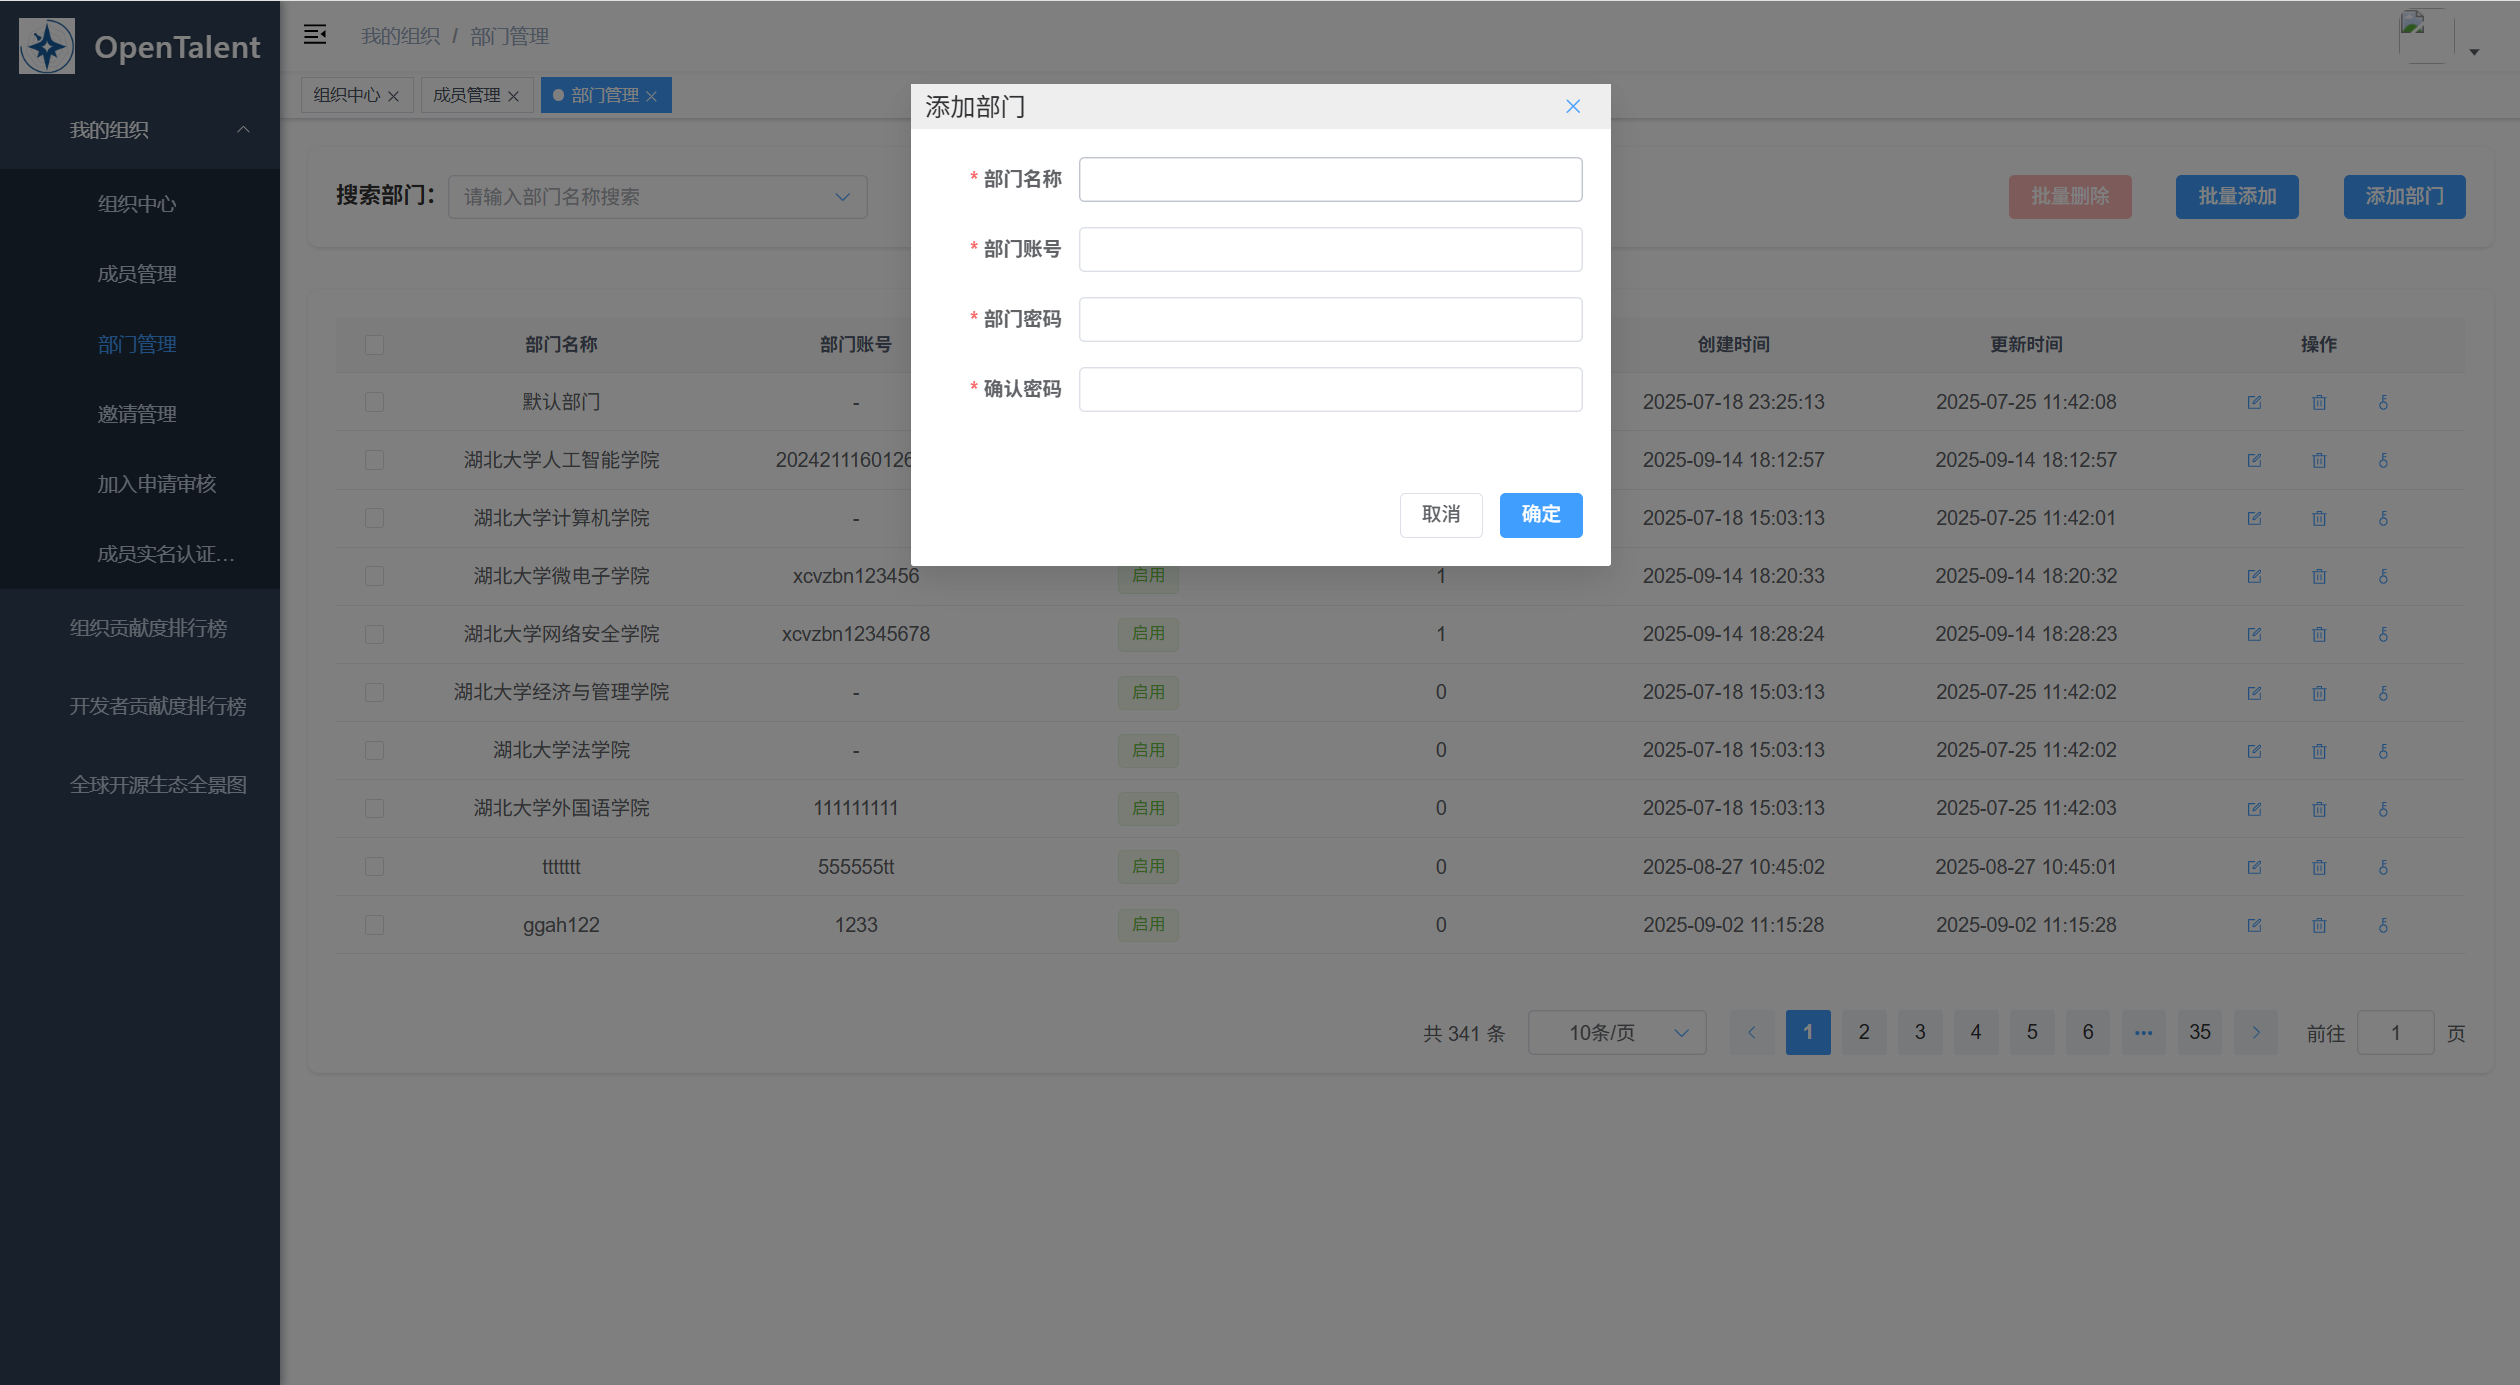 OpenTalent
我的组织
组织中心
成员管理
部门管理
邀请管理
加入申请审核
成员实名认证...
组织贡献度排行榜
开发者贡献度排行榜
全球开源生态全景图
我的组织 / 部门管理
组织中心 成员管理 部门管理
搜索部门： 请输入部门名称搜索 批量删除 批量添加 添加部门
添加部门
* 部门名称
* 部门账号
* 部门密码
* 确认密码
取消 确定
部门名称 部门账号 创建时间 更新时间 操作
默认部门 - 2025-07-18 23:25:13 2025-07-25 11:42:08
湖北大学人工智能学院 2024211160126 2025-09-14 18:12:57 2025-09-14 18:12:57
湖北大学计算机学院 - 2025-07-18 15:03:13 2025-07-25 11:42:01
湖北大学微电子学院 xcvzbn123456 启用 1 2025-09-14 18:20:33 2025-09-14 18:20:32
湖北大学网络安全学院 xcvzbn12345678 启用 1 2025-09-14 18:28:24 2025-09-14 18:28:23
湖北大学经济与管理学院 - 启用 0 2025-07-18 15:03:13 2025-07-25 11:42:02
湖北大学法学院 - 启用 0 2025-07-18 15:03:13 2025-07-25 11:42:02
湖北大学外国语学院 111111111 启用 0 2025-07-18 15:03:13 2025-07-25 11:42:03
ttttttt 555555tt 启用 0 2025-08-27 10:45:02 2025-08-27 10:45:01
ggah122 1233 启用 0 2025-09-02 11:15:28 2025-09-02 11:15:28
共 341 条 10条/页 1 2 3 4 5 6 ... 35 前往 1 页